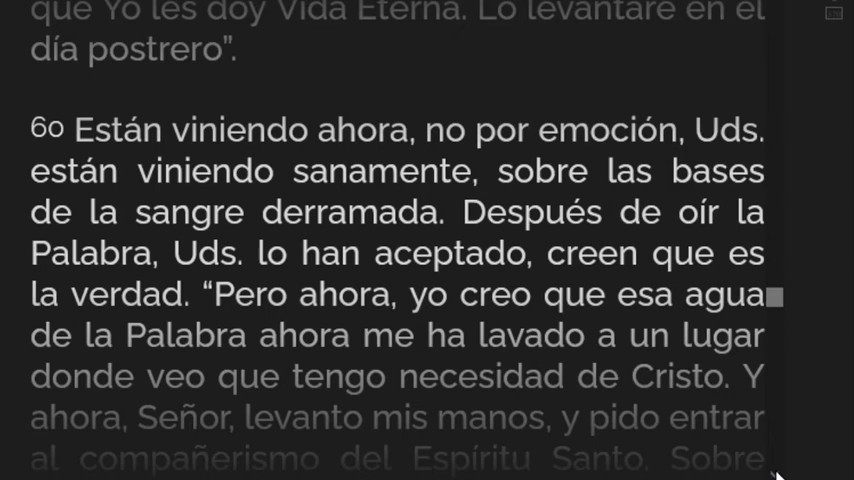 que Yo les doy Vida Eterna. Lo levantaré en el
día postrero”.
60 Están viniendo ahora, no por emoción, Uds.
están viniendo sanamente, sobre las bases
de la sangre derramada. Después de oír la
Palabra, Uds. lo han aceptado, creen que es
la verdad. “Pero ahora, yo creo que esa agua
de la Palabra ahora me ha lavado a un lugar
donde veo que tengo necesidad de Cristo. Y
ahora, Señor, levanto mis manos, y pido entrar
al compañerismo del Espíritu Santo. Sobre